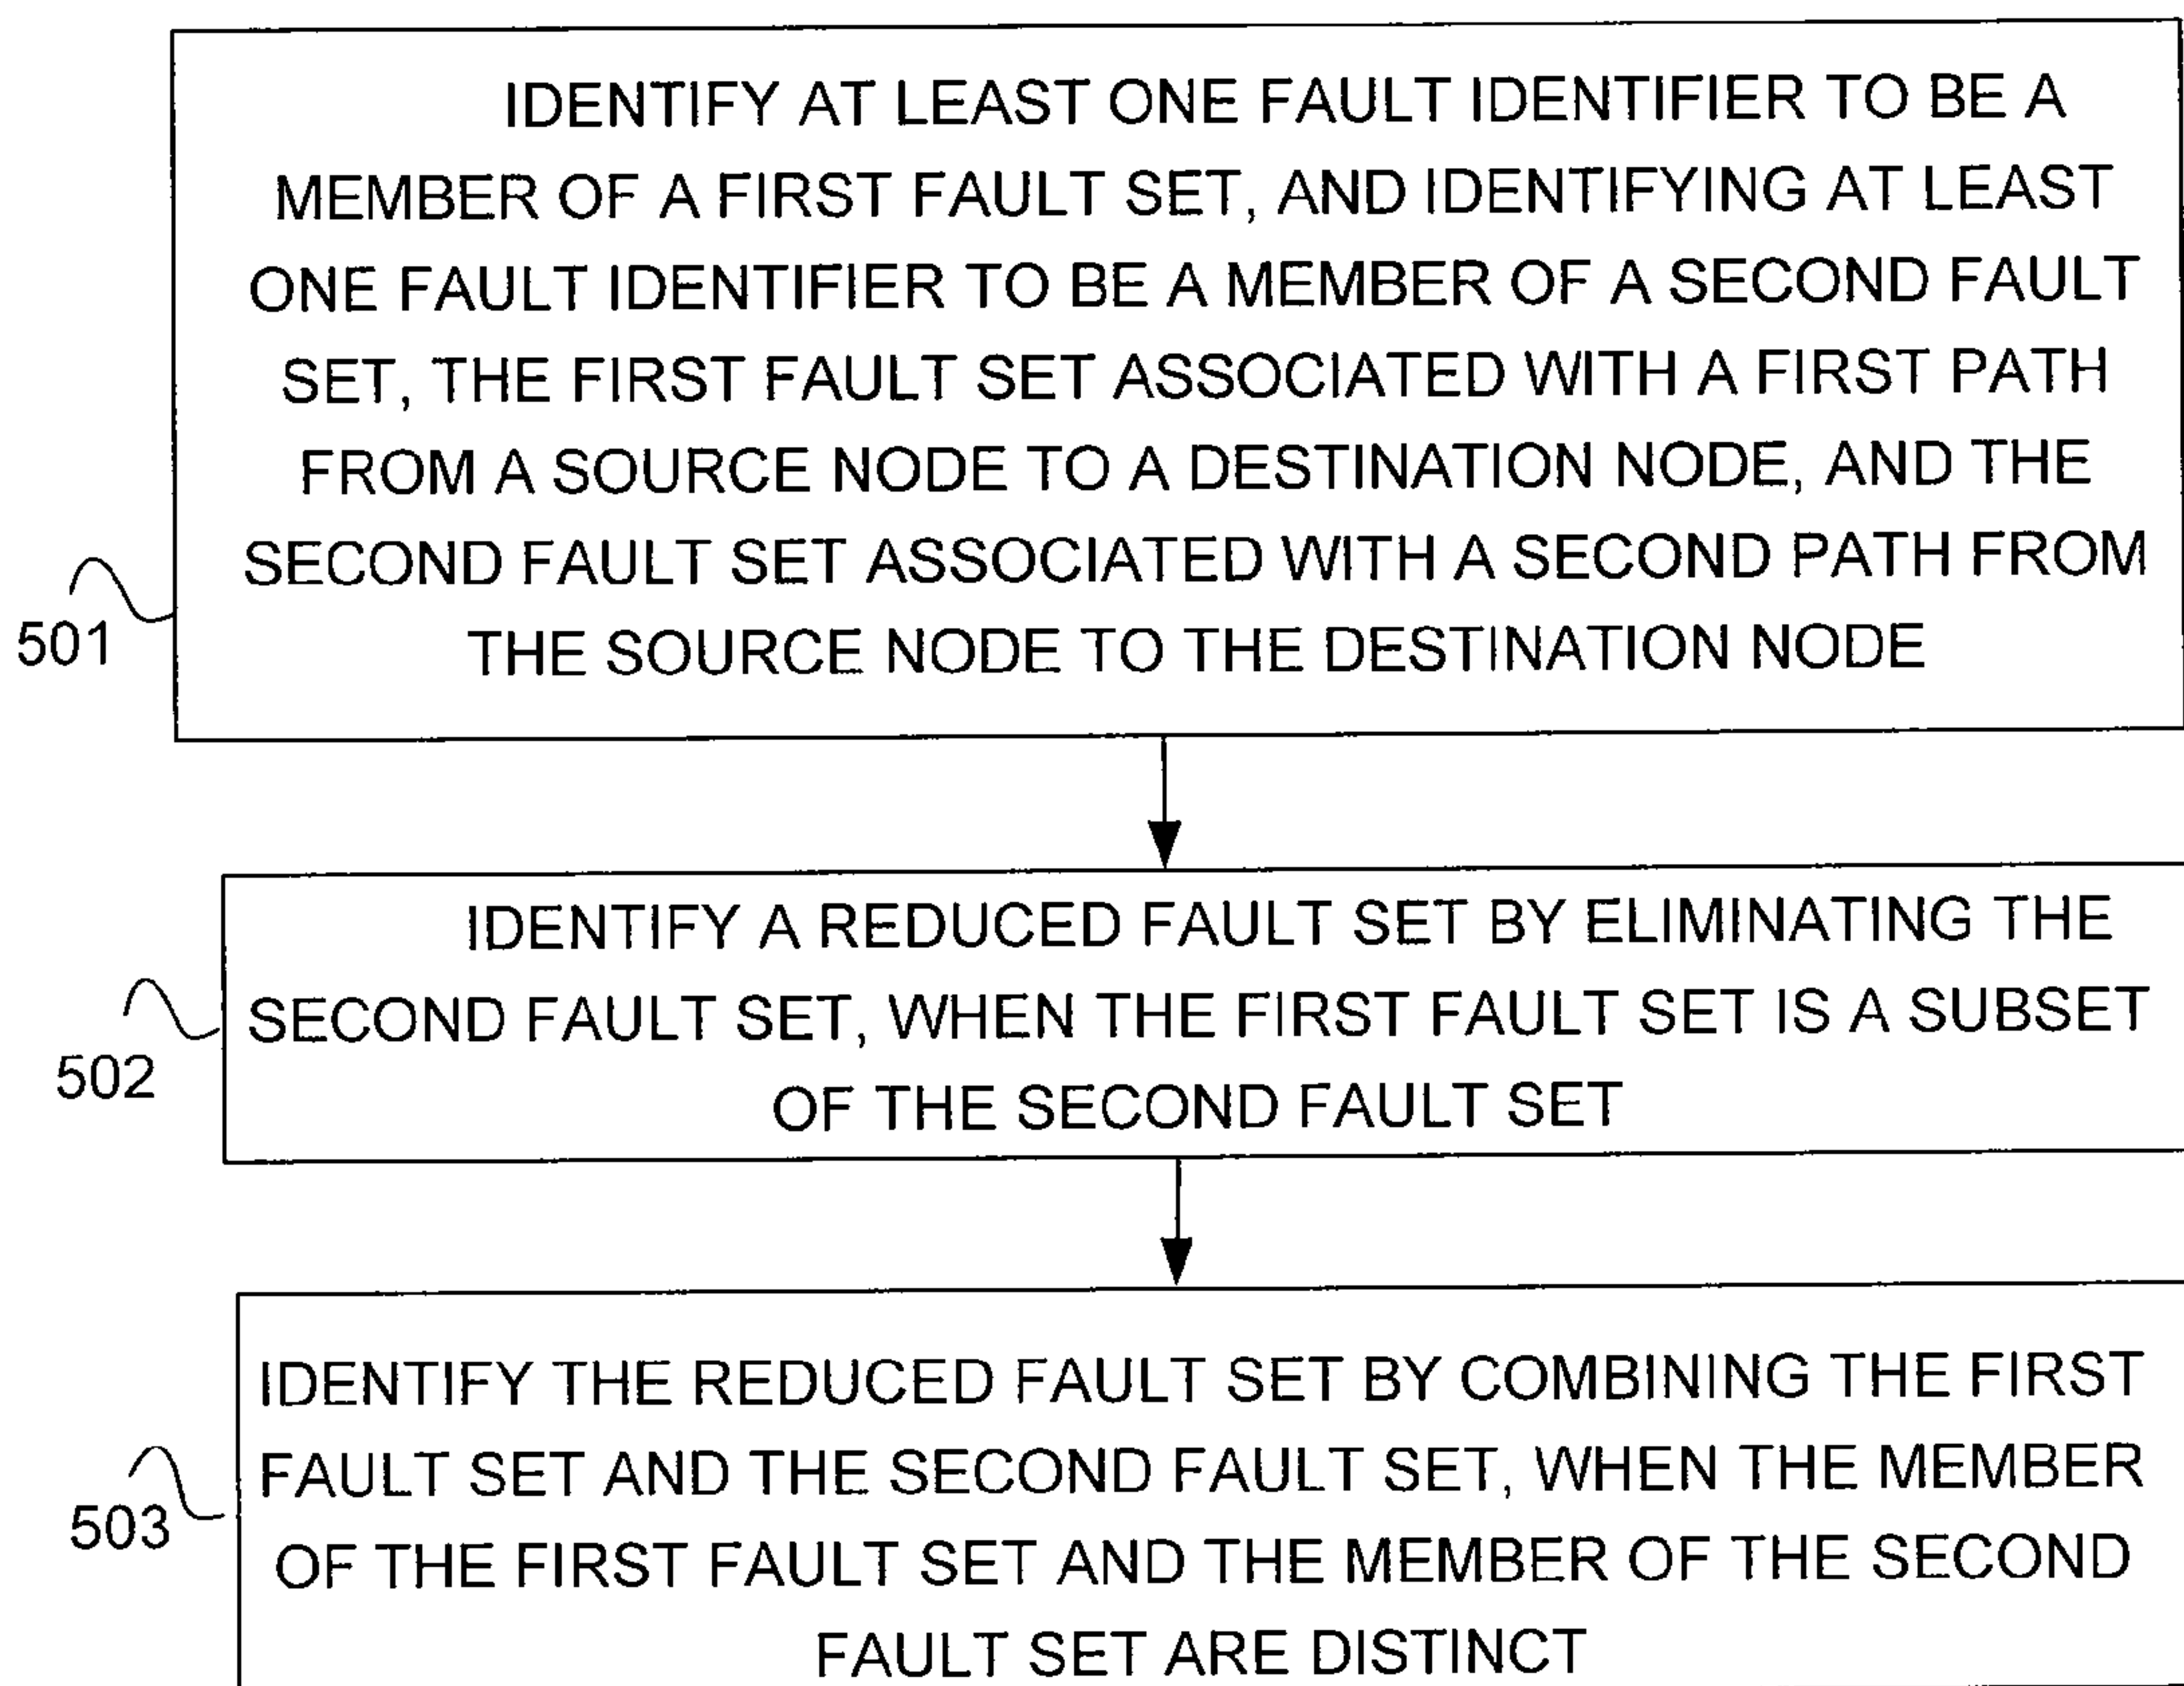 IDENTIFY AT LEAST ONE FAULT IDENTIFIER TO BE A
MEMBER OF A FIRST FAULT SET, AND IDENTIFYING AT LEAST
ONE FAULT IDENTIFIER TO BE A MEMBER OF A SECOND FAULT
SET, THE FIRST FAULT SET ASSOCIATED WITH A FIRST PATH
FROM A SOURCE NODE TO A DESTINATION NODE, AND THE
SECOND FAULT SET ASSOCIATED WITH A SECOND PATH FROM
THE SOURCE NODE TO THE DESTINATION NODE
501
IDENTIFY A REDUCED FAULT SET BY ELIMINATING THE
SECOND FAULT SET, WHEN THE FIRST FAULT SET IS A SUBSET
OF THE SECOND FAULT SET
502
IDENTIFY THE REDUCED FAULT SET BY COMBINING THE FIRST
FAULT SET AND THE SECOND FAULT SET, WHEN THE MEMBER
OF THE FIRST FAULT SET AND THE MEMBER OF THE SECOND
FAULT SET ARE DISTINCT
503